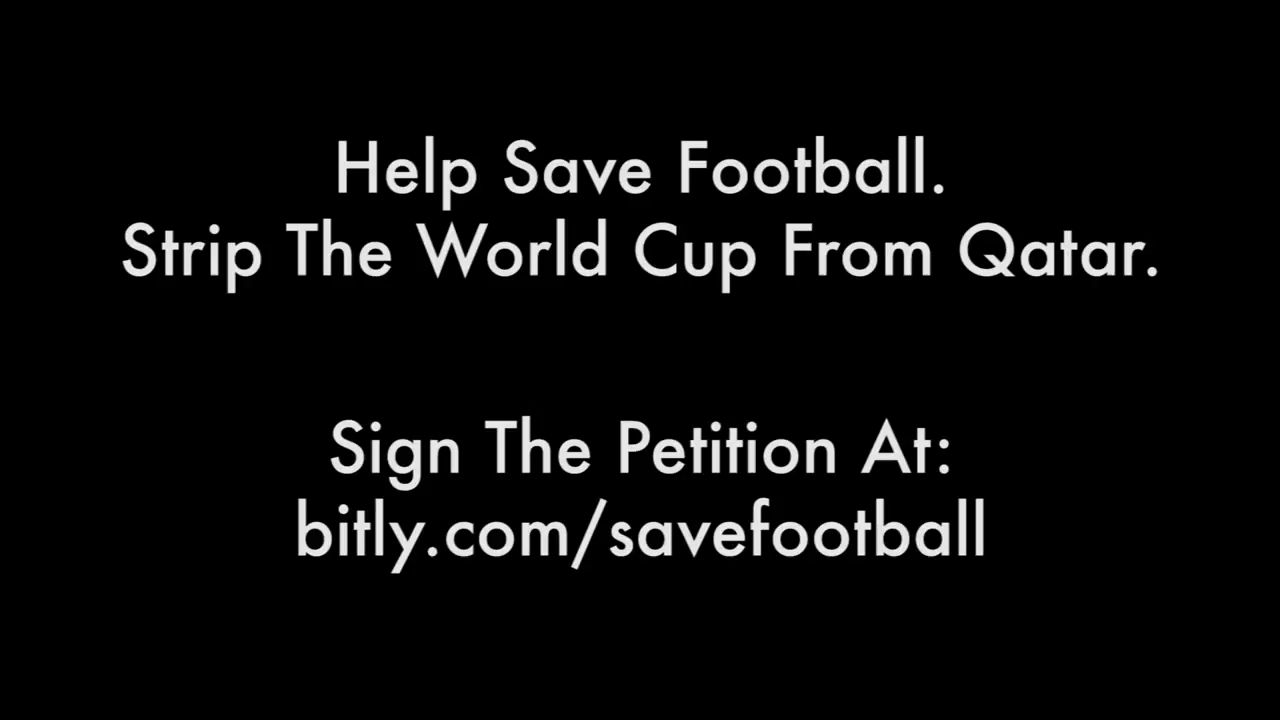 Help Save Football.
Strip The World Cup From Qatar.
Sign The Petition At:
bitly.com/savefootball